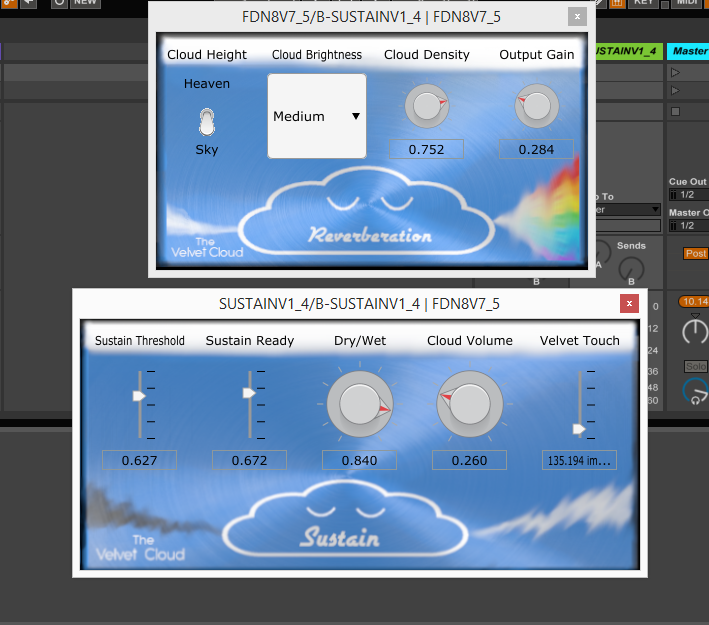 NEW
KEY
MIDI
FDN8V7_5/B-SUSTAINV1_4 | FDN8V7_5
x
Cloud Height
Cloud Brightness
Cloud Density
Output Gain
Heaven
Sky
Medium
0.752
0.284
Reverberation
The
Velvet Cloud
USTAINV1_4
Master
Cue Out
1/2
Master O
1/2
o To
er
Sends
A
B
B
Post
SUSTAINV1_4/B-SUSTAINV1_4 | FDN8V7_5
x
Sustain Threshold
Sustain Ready
Dry/Wet
Cloud Volume
Velvet Touch
0.627
0.672
0.840
0.260
135.194 im...
Sustain
The
Velvet Cloud
0
12
24
36
48
60
10.14
Solo